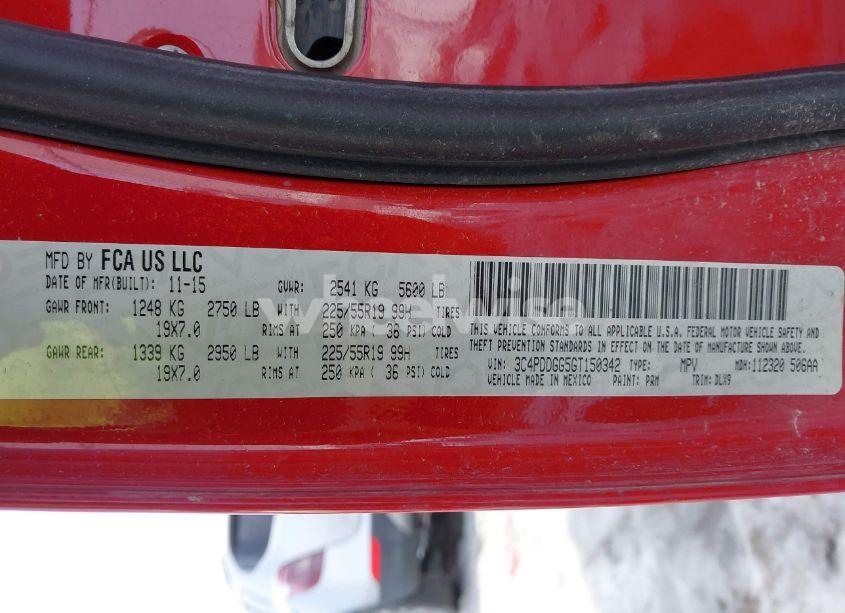 MFD BY FCA US LLC
DATE OF MFR(BUILT): 11-15 GVWR: 2541 KG 5600 LB
GAWR FRONT: 1248 KG 2750 LB WITH 225/55R19 99H TIRES
19X7.0 RIMS AT 250 KPA ( 36 PSI) COLD
GAWR REAR: 1339 KG 2950 LB WITH 225/55R19 99H TIRES
19X7.0 RIMS AT 250 KPA ( 36 PSI) COLD
THIS VEHICLE CONFORMS TO ALL APPLICABLE U.S.A. FEDERAL MOTOR VEHICLE SAFETY AND
THEFT PREVENTION STANDARDS IN EFFECT ON THE DATE OF MANUFACTURE SHOWN ABOVE.
VIN: 3C4PDDGG5GT150342 TYPE: MPV MDH:112320 506AA
VEHICLE MADE IN MEXICO PAINT: PRM TRIM: DLX9